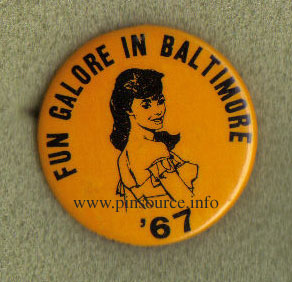 FUN GALORE IN BALTIMORE
www.pinsource.info
'67